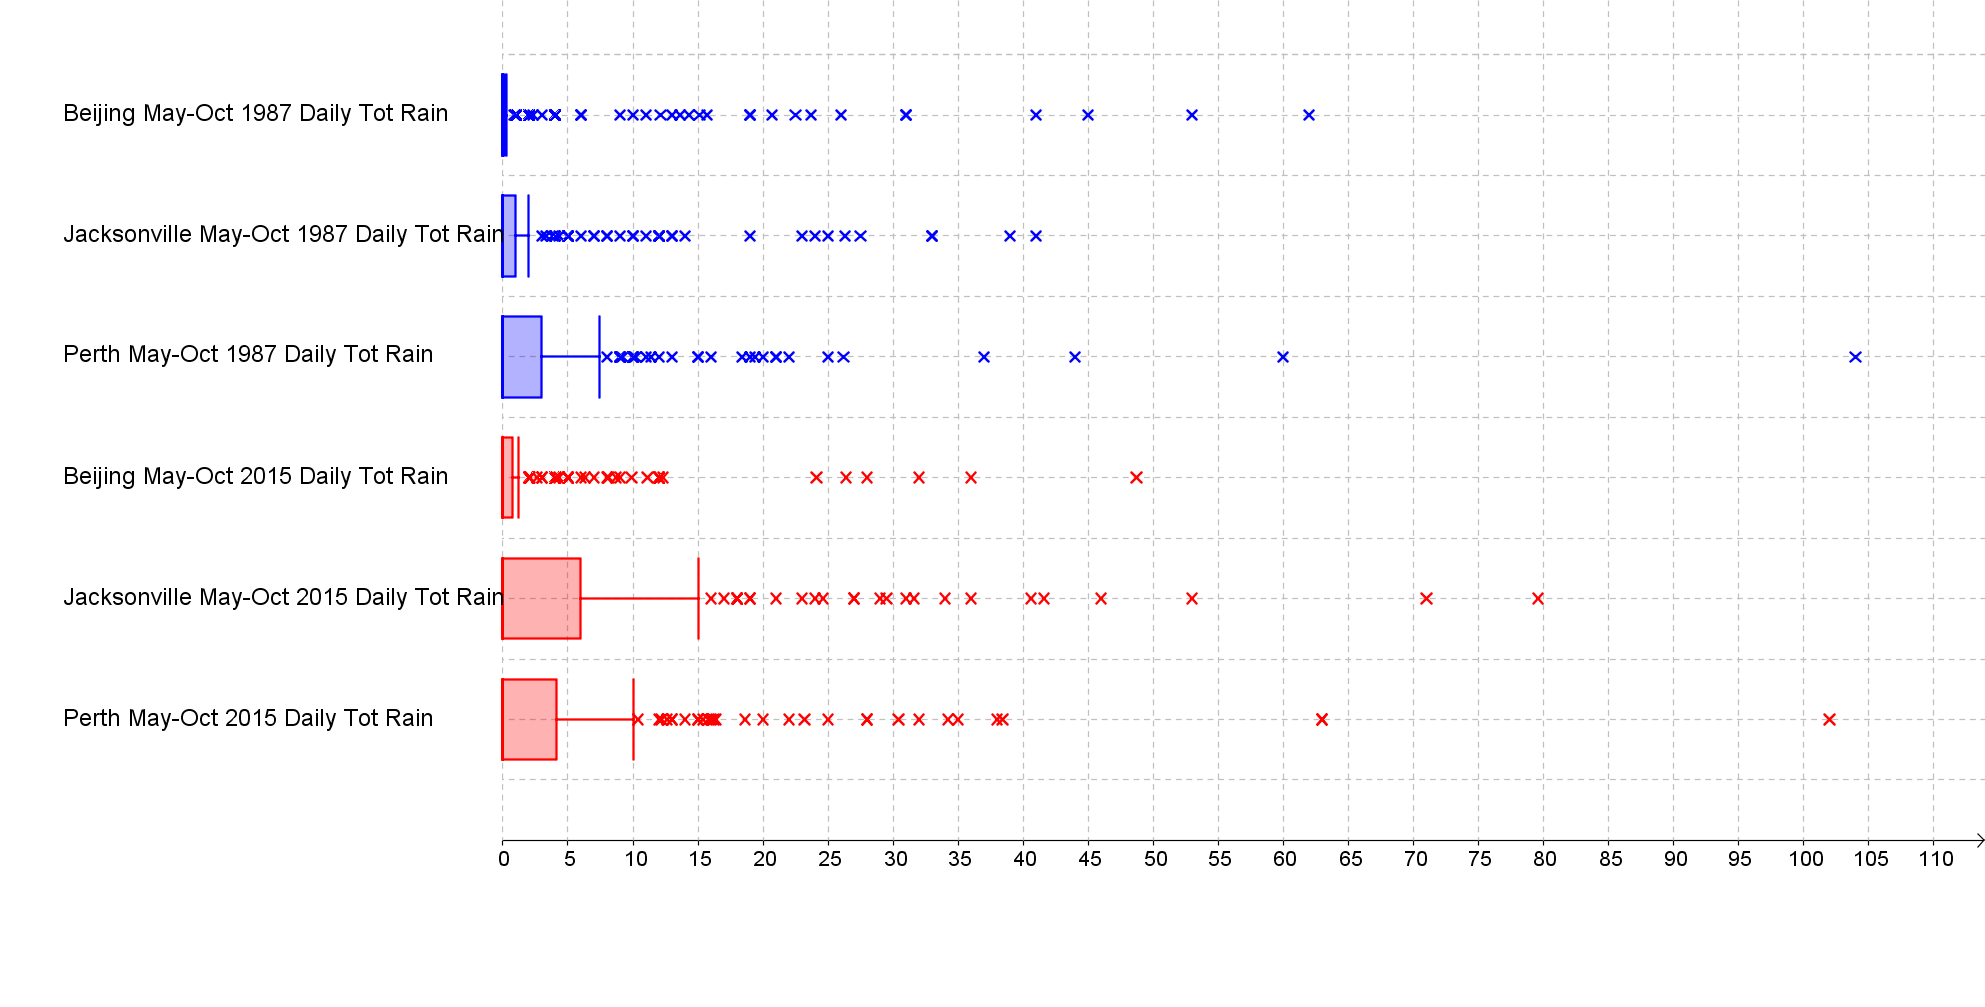 Beijing May-Oct 1987 Daily Tot Rain
Jacksonville May-Oct 1987 Daily Tot Rain
Perth May-Oct 1987 Daily Tot Rain
Beijing May-Oct 2015 Daily Tot Rain
Jacksonville May-Oct 2015 Daily Tot Rain
Perth May-Oct 2015 Daily Tot Rain
0 5 10 15 20 25 30 35 40 45 50 55 60 65 70 75 80 85 90 95 100 105 110